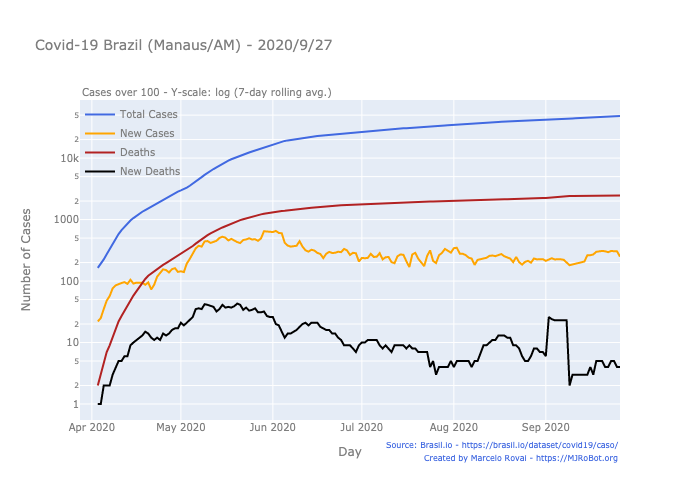 Covid-19 Brazil (Manaus/AM) - 2020/9/27
Cases over 100 - Y-scale: log (7-day rolling avg.)
Total Cases
New Cases
Deaths
New Deaths
Number of Cases
5
2
10k
5
2
1000
5
2
100
5
2
10
5
2
1
Apr 2020
May 2020
Jun 2020
Jul 2020
Aug 2020
Sep 2020
Day
Source: Brasil.io - https://brasil.io/dataset/covid19/caso/
Created by Marcelo Rovai - https://MJRoBot.org